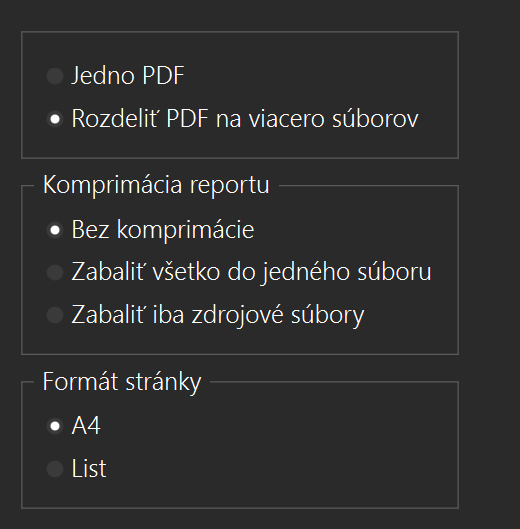 Jedno PDF
Rozdeliť PDF na viacero súborov
Komprimácia reportu
Bez komprimácie
Zabaliť všetko do jedného súboru
Zabaliť iba zdrojové súbory
Formát stránky
A4
List